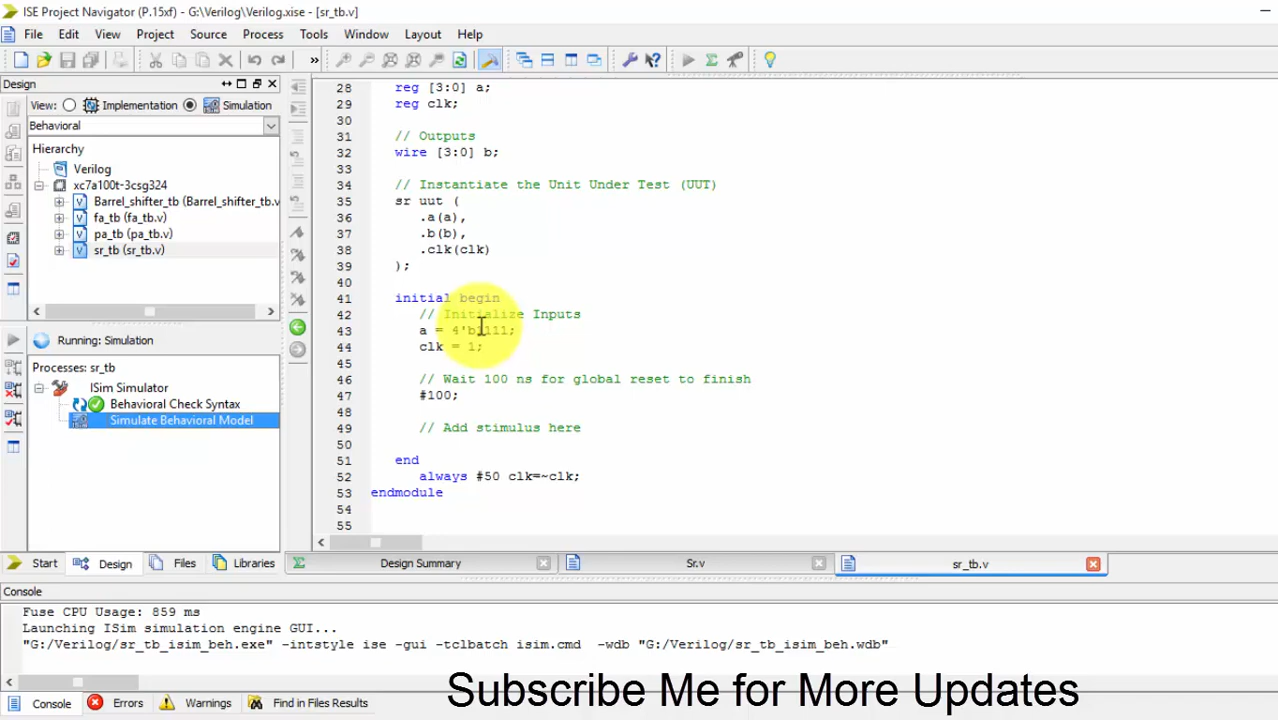 ISE Project Navigator (P.15xf) - G:\Verilog\Verilog.xise - [sr_tb.v]
File Edit View Project Source Process Tools Window Layout Help
Design
View: Implementation Simulation
Behavioral
Hierarchy
Verilog
xc7a100t-3csg324
Barrel_shifter_tb (Barrel_shifter_tb.v
fa_tb (fa_tb.v)
pa_tb (pa_tb.v)
sr_tb (sr_tb.v)
Running: Simulation
Processes: sr_tb
ISim Simulator
Behavioral Check Syntax
Simulate Behavioral Model
28 reg [3:0] a;
29 reg clk;
30
31 // Outputs
32 wire [3:0] b;
33
34 // Instantiate the Unit Under Test (UUT)
35 sr uut (
36 .a(a),
37 .b(b),
38 .clk(clk)
39 );
40
41 initial begin
42 // Initialize Inputs
43 a = 4'b1111;
44 clk = 1;
45
46 // Wait 100 ns for global reset to finish
47 #100;
48
49 // Add stimulus here
50
51 end
52 always #50 clk=~clk;
53 endmodule
54
55
Start Design Files Libraries
Design Summary Sr.v sr_tb.v
Console
Fuse CPU Usage: 859 ms
Launching ISim simulation engine GUI...
"G:/Verilog/sr_tb_isim_beh.exe" -intstyle ise -gui -tclbatch isim.cmd -wdb "G:/Verilog/sr_tb_isim_beh.wdb"
Console Errors Warnings Find in Files Results
Subscribe Me for More Updates